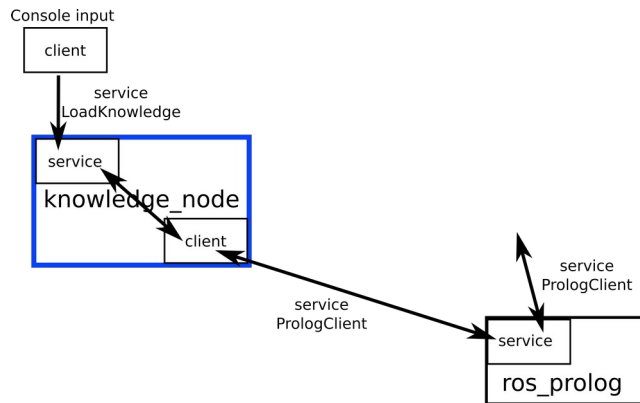 Console input
client
service
LoadKnowledge
service
knowledge_node
client
service
PrologClient
service
PrologClient
service
ros_prolog